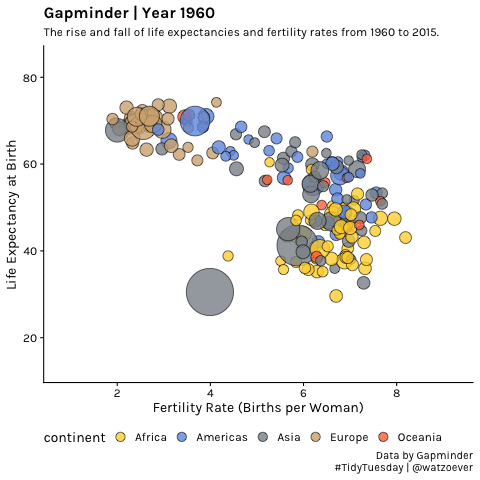 Gapminder | Year 1960
The rise and fall of life expectancies and fertility rates from 1960 to 2015.
Life Expectancy at Birth
80
60
40
20
2 4 6 8
Fertility Rate (Births per Woman)
continent Africa Americas Asia Europe Oceania
Data by Gapminder
#TidyTuesday | @watzoever